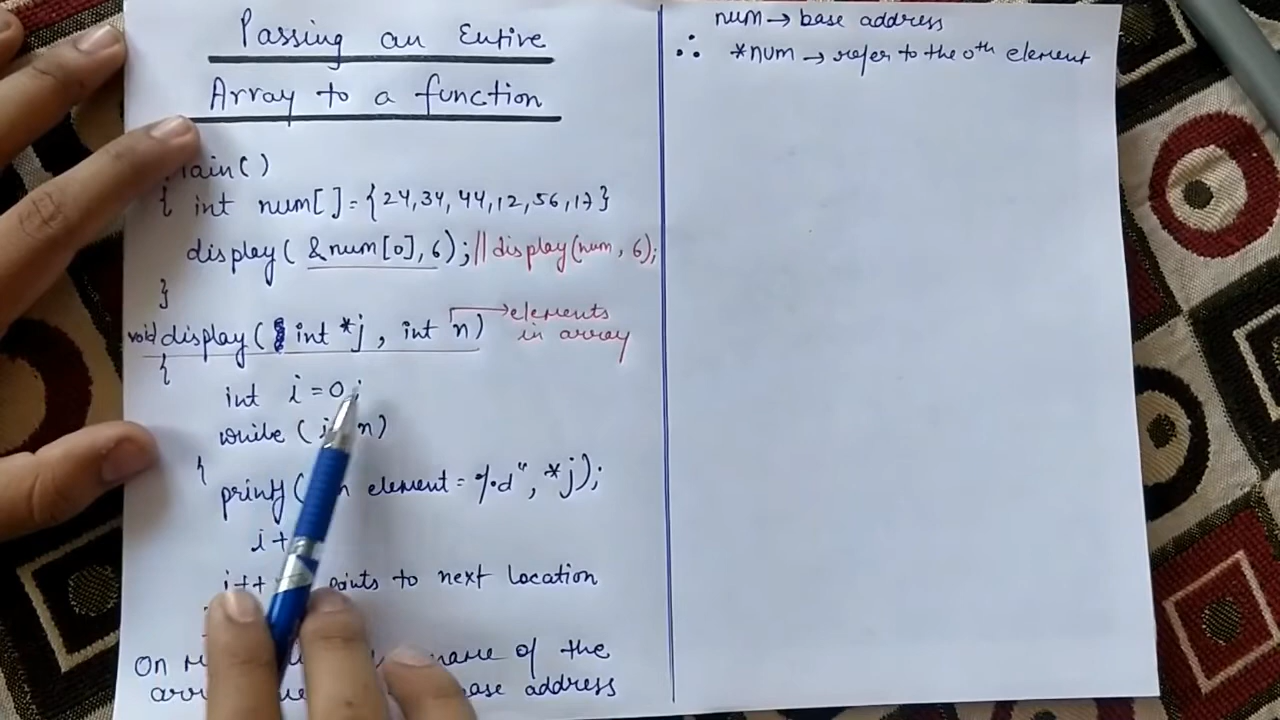 Passing an Entire
Array to a function
main()
{ int num[] = {24,34,44,12,56,17}
display( &num[0], 6); // display(num, 6);
}
void display( int *j, int n) → elements
in array
{
int i = 0;
while ( i n)
{
printf( element = %d", *j);
i+
j++ points to next location
On name of the
base address
num → base address
∴ *num → refer to the 0th element